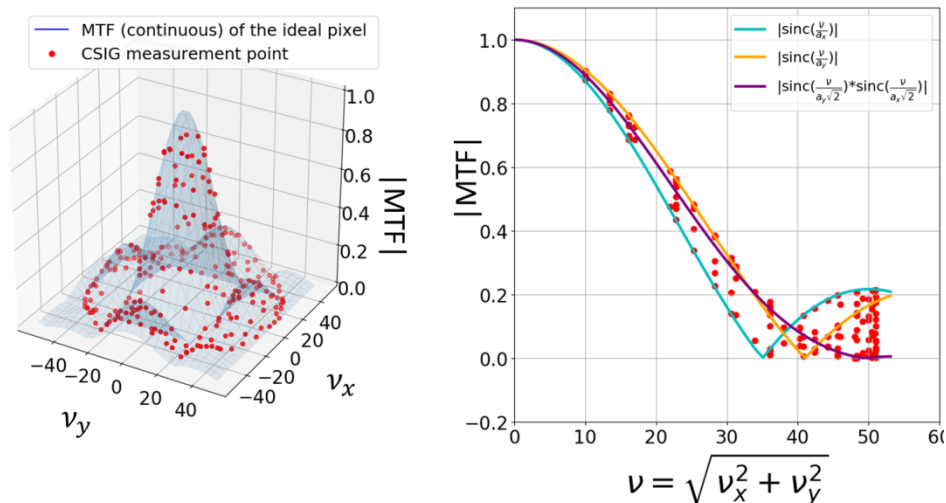 MTF (continuous) of the ideal pixel
CSIG measurement point
1.0
0.8
0.6
0.4
0.2
0.0
|MTF|
−40
−20
0
20
40
ν_y
−40
−20
0
20
40
ν_x
|sinc(ν/a_x)|
|sinc(ν/a_y)|
|sinc(ν/(a_y√2))*sinc(ν/(a_x√2))|
1.0
0.8
0.6
0.4
0.2
0.0
−0.2
|MTF|
0 10 20 30 40 50 60
ν = √(ν_x² + ν_y²)